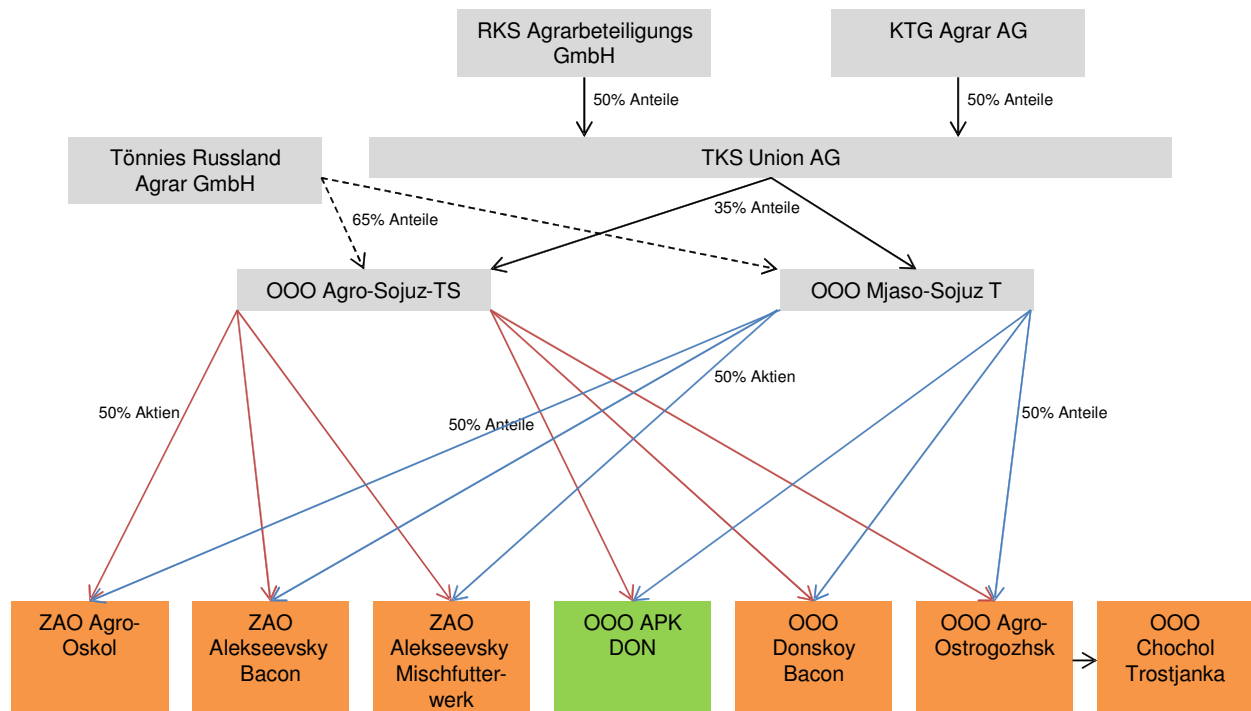 RKS Agrarbeteiligungs
GmbH
KTG Agrar AG
50% Anteile
50% Anteile
Tönnies Russland
Agrar GmbH
TKS Union AG
65% Anteile
35% Anteile
OOO Agro-Sojuz-TS
OOO Mjaso-Sojuz T
50% Aktien
50% Anteile
50% Aktien
50% Anteile
ZAO Agro-
Oskol
ZAO
Alekseevsky
Bacon
ZAO
Alekseevsky
Mischfutter-
werk
OOO APK
DON
OOO
Donskoy
Bacon
OOO Agro-
Ostrogozhsk
OOO
Chochol
Trostjanka